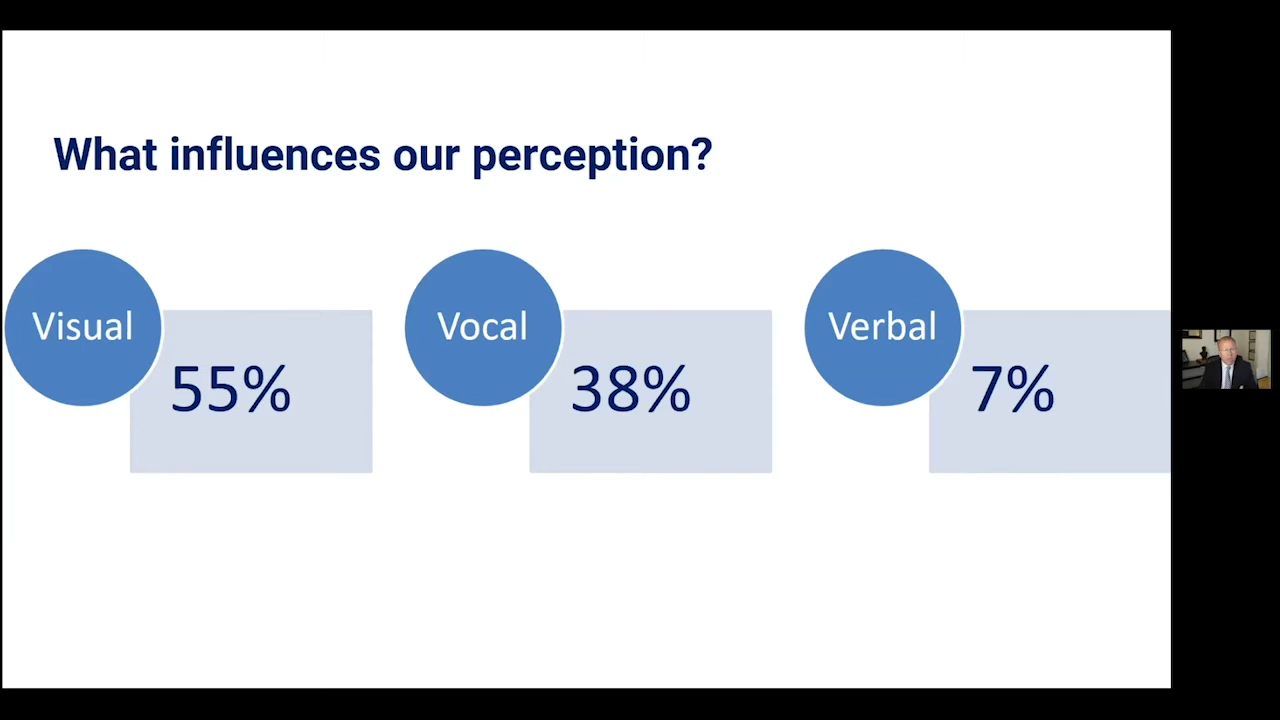 What influences our perception?
Visual
55%
Vocal
38%
Verbal
7%